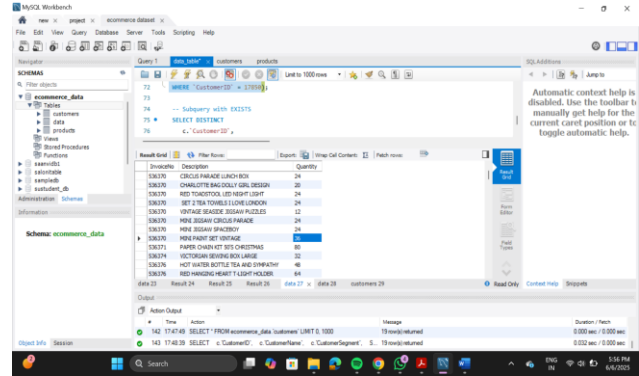 MySQL Workbench
new x project x ecommerce dataset x
File Edit View Query Database Server Tools Scripting Help
Navigator
SCHEMAS
Filter objects
ecommerce_data
Tables
customers
data
products
Views
Stored Procedures
Functions
salontable
sampledb
sustudent_db
Administration Schemas
Information
Schema: ecommerce_data
Object Info Session
Query 1 data_table* x customers products
Limit to 1000 rows
72 WHERE `CustomerID` = 17850);
73
74 -- Subquery with EXISTS
75 SELECT DISTINCT
76 c.`CustomerID`,
Result Grid Filter Rows: Export: Wrap Cell Content: Fetch rows:
InvoiceNo Description Quantity
536370 CIRCUS PARADE LUNCH BOX 24
536370 CHARLOTTE BAG DOLLY GIRL DESIGN 20
536370 RED TOADSTOOL LED NIGHT LIGHT 24
536370 SET 2 TEA TOWELS I LOVE LONDON 24
536370 VINTAGE SEASIDE JIGSAW PUZZLES 12
536370 MINI JIGSAW CIRCUS PARADE 24
536370 MINI JIGSAW SPACEBOY 24
536370 MINI PAINT SET VINTAGE 36
536371 PAPER CHAIN KIT 50'S CHRISTMAS 80
536374 VICTORIAN SEWING BOX LARGE 32
536376 HOT WATER BOTTLE TEA AND SYMPATHY 48
536376 RED HANGING HEART T-LIGHT HOLDER 64
Result Grid
Form Editor
Field Types
data 23 Result 24 Result 25 Result 26 data 27 x data 28 customers 29
Read Only
Output
Action Output
# Time Action Message Duration / Fetch
142 17:47:49 SELECT * FROM ecommerce_data.`customers` LIMIT 0, 1000 19 row(s) returned 0.000 sec / 0.000 sec
143 17:48:39 SELECT c.`CustomerID`, c.`CustomerName`, c.`CustomerSegment`, S... 19 row(s) returned 0.032 sec / 0.000 sec
SQLAdditions
Jump to
Automatic context help is
disabled. Use the toolbar to
manually get help for the
current caret position or to
toggle automatic help.
Context Help Snippets
Search
ENG
IN
5:56 PM
6/6/2025